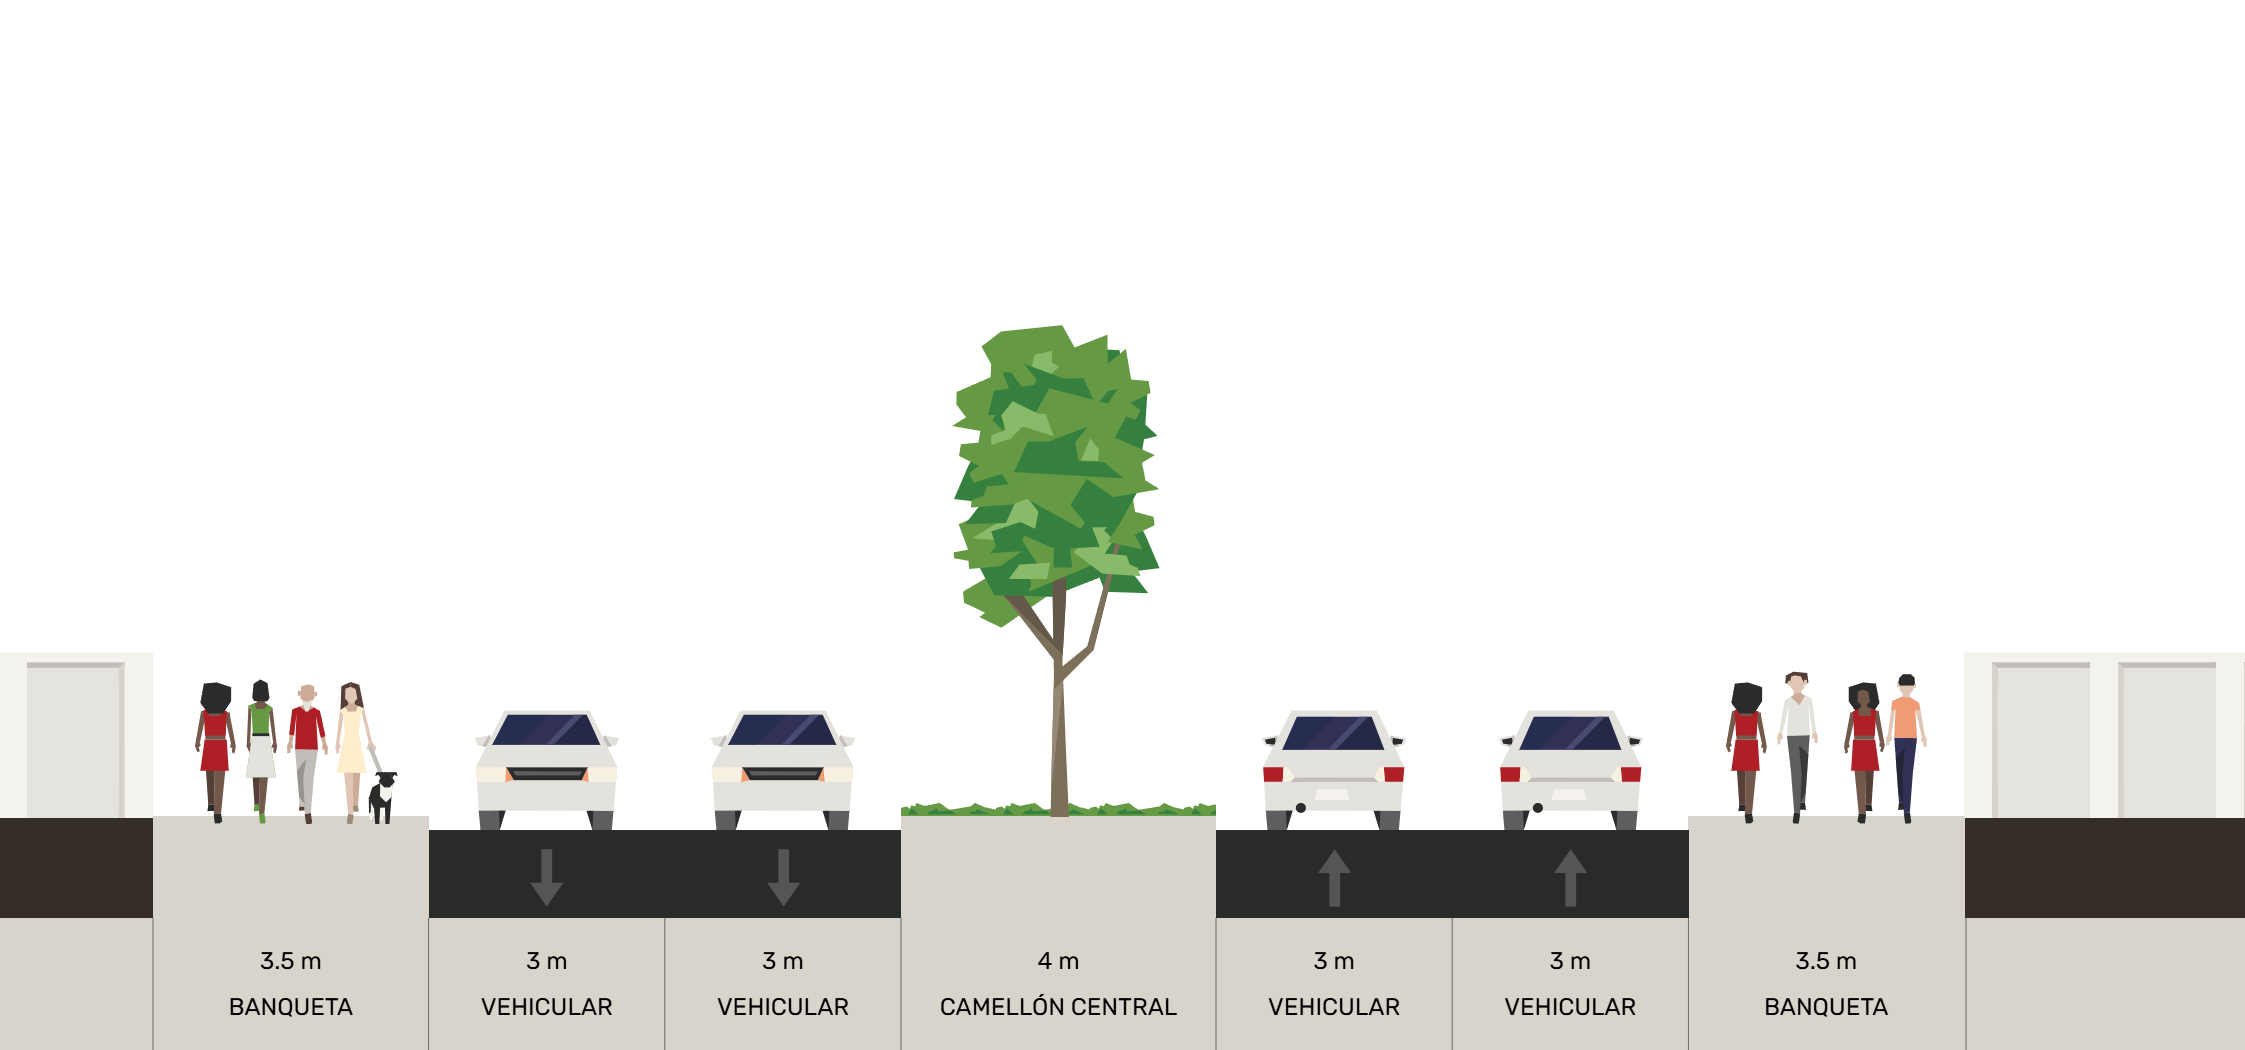 3.5 m
BANQUETA
3 m
VEHICULAR
3 m
VEHICULAR
4 m
CAMELLÓN CENTRAL
3 m
VEHICULAR
3 m
VEHICULAR
3.5 m
BANQUETA